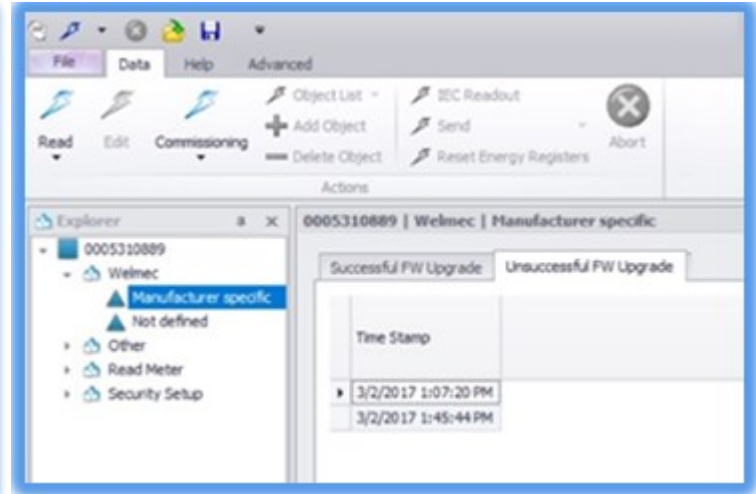 File Data Help Advanced
Read Edit Commissioning
Object List
Add Object
Delete Object
IEC Readout
Send
Reset Energy Registers
Abort
Actions
Explorer
0005310889
Welmec
Manufacturer specific
Not defined
Other
Read Meter
Security Setup
0005310889 | Welmec | Manufacturer specific
Successful FW Upgrade Unsuccessful FW Upgrade
Time Stamp
3/2/2017 1:07:20 PM
3/2/2017 1:45:44 PM